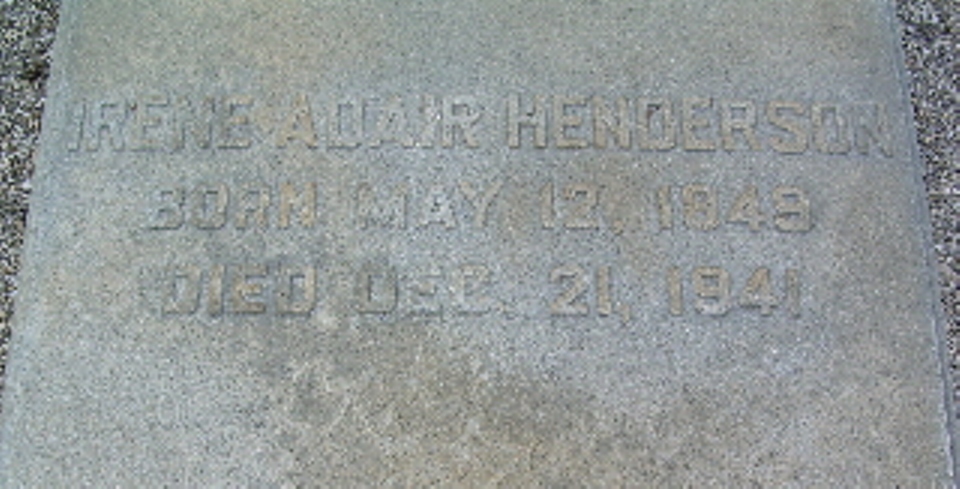 IRENE ADAIR HENDERSON
BORN MAY 12, 1849
DIED DEC. 21, 1941